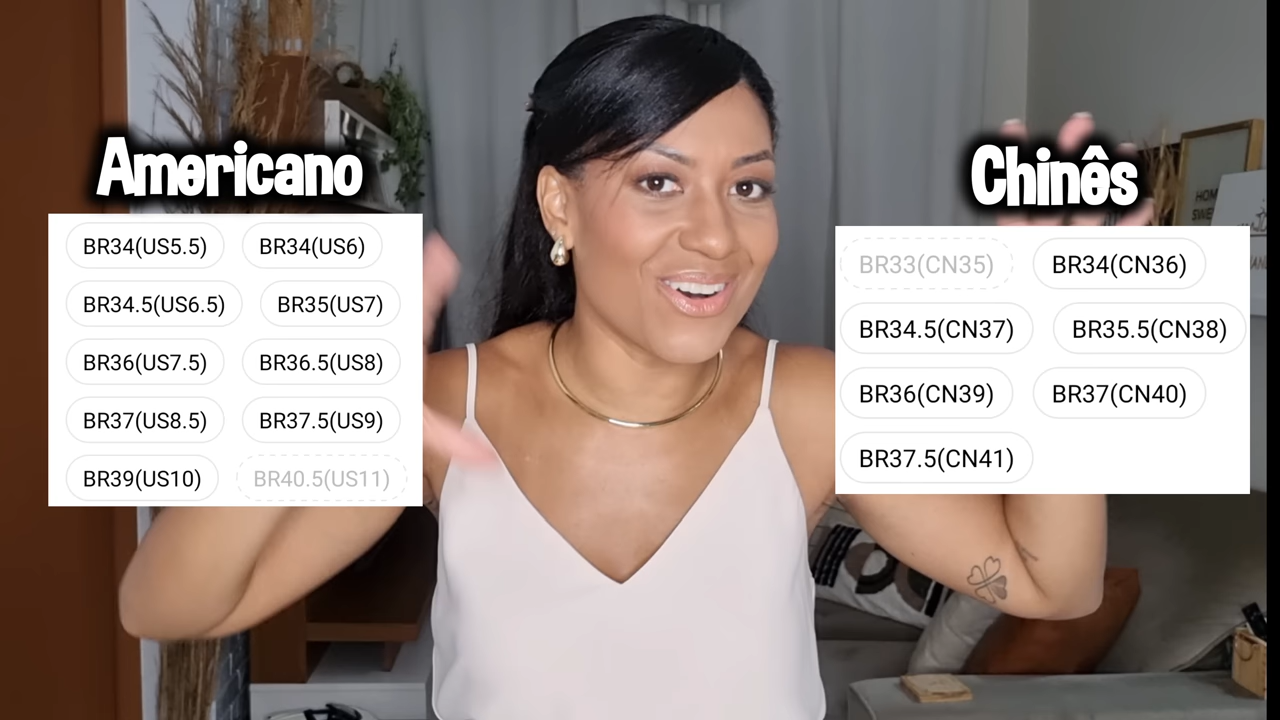 Americano
BR34(US5.5) BR34(US6)
BR34.5(US6.5) BR35(US7)
BR36(US7.5) BR36.5(US8)
BR37(US8.5) BR37.5(US9)
BR39(US10) BR40.5(US11)
Chinês
BR33(CN35) BR34(CN36)
BR34.5(CN37) BR35.5(CN38)
BR36(CN39) BR37(CN40)
BR37.5(CN41)